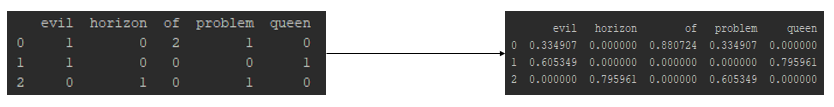 evil horizon of problem queen
0 1 0 2 1 0
1 1 0 0 0 1
2 0 1 0 1 0
evil horizon of problem queen
0 0.334907 0.000000 0.880724 0.334907 0.000000
1 0.605349 0.000000 0.000000 0.000000 0.795961
2 0.000000 0.795961 0.000000 0.605349 0.000000